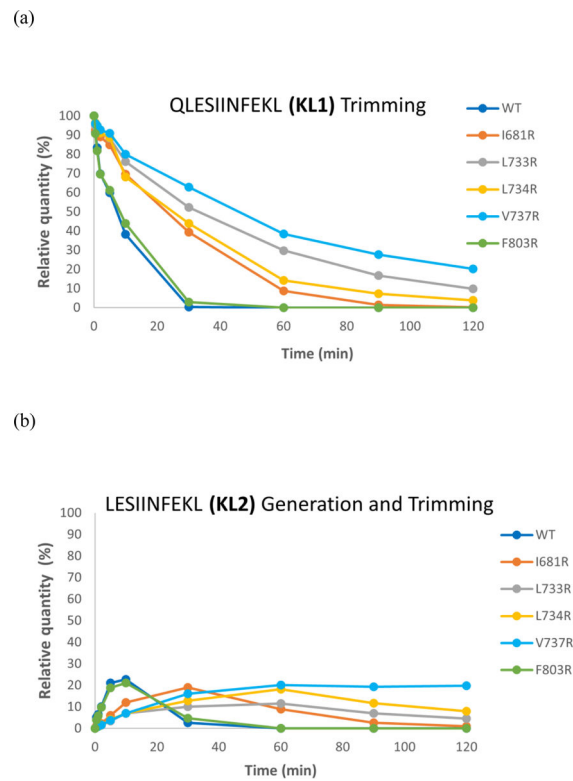 (a)
QLESIINFEKL (KL1) Trimming
Relative quantity (%)
100
90
80
70
60
50
40
30
20
10
0
0 20 40 60 80 100 120
Time (min)
WT
I681R
L733R
L734R
V737R
F803R
(b)
LESIINFEKL (KL2) Generation and Trimming
Relative quantity (%)
100
90
80
70
60
50
40
30
20
10
0
0 20 40 60 80 100 120
Time (min)
WT
I681R
L733R
L734R
V737R
F803R